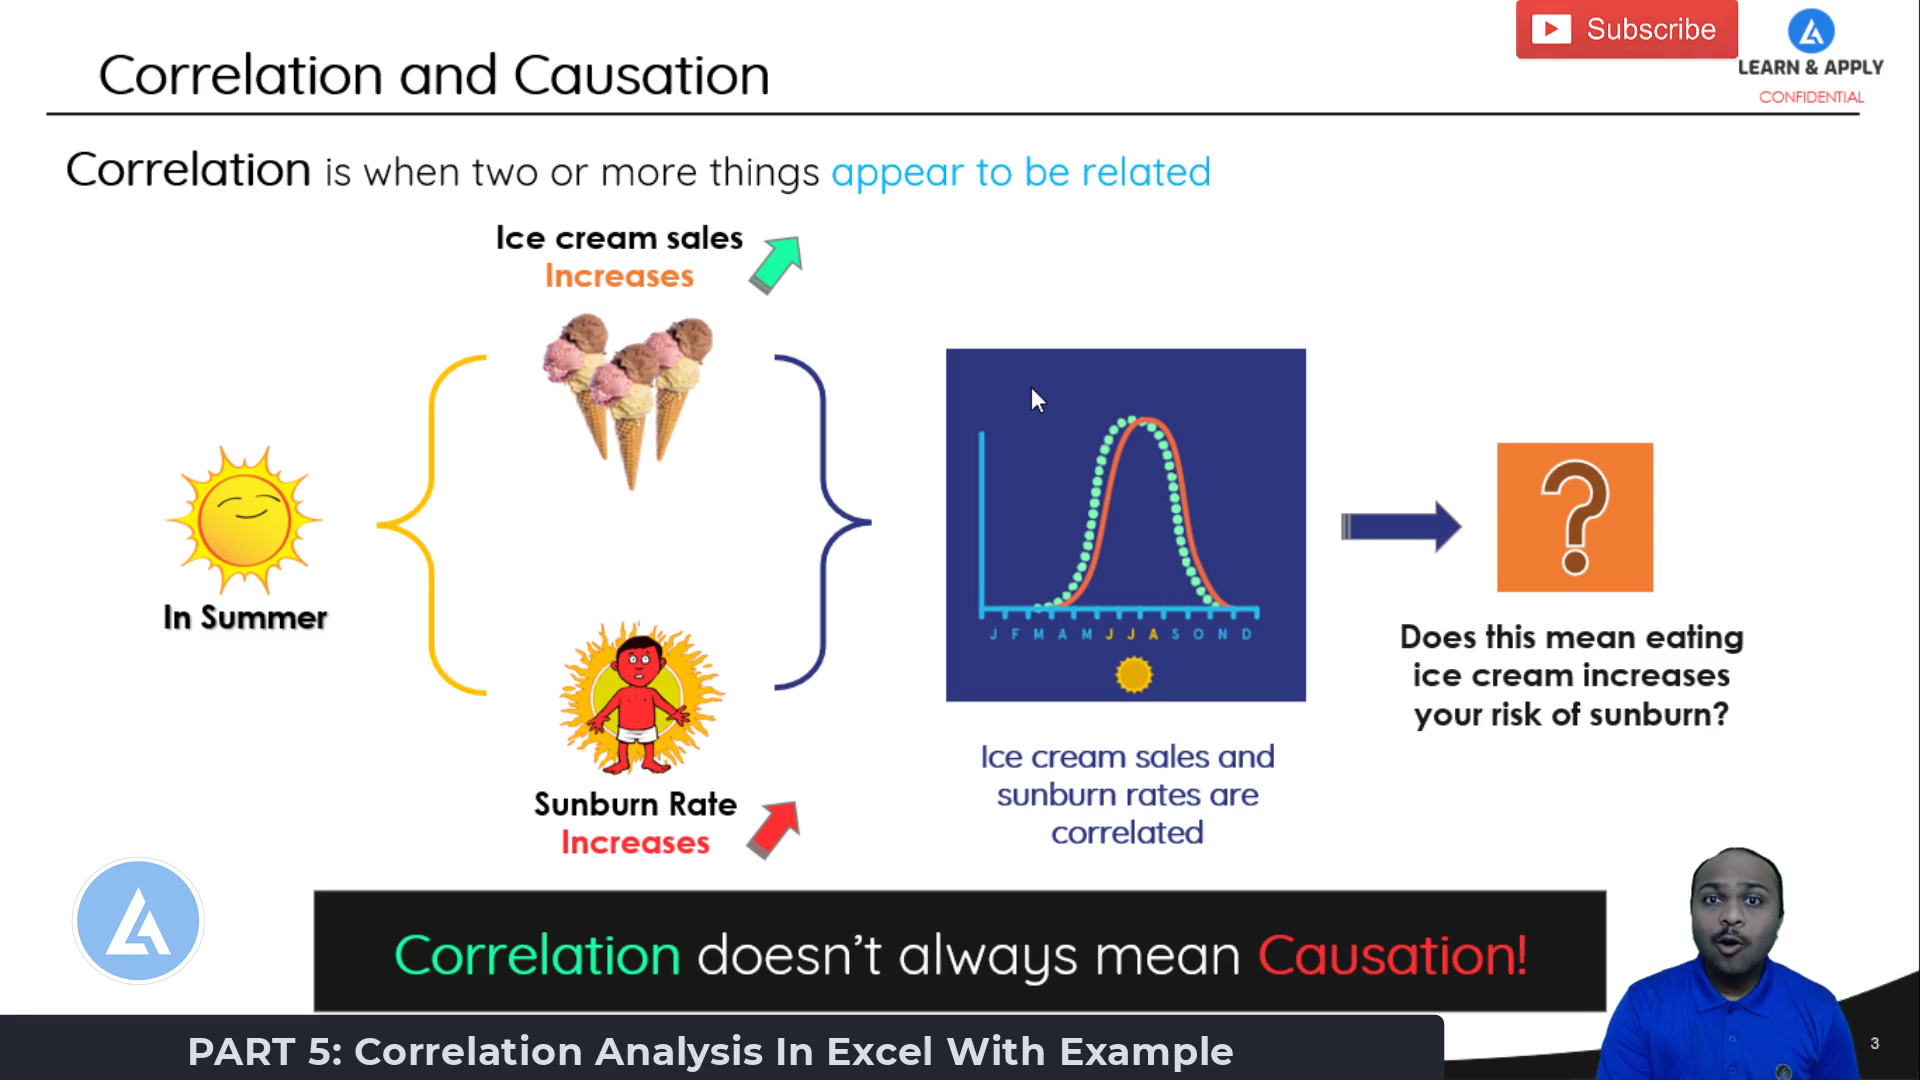 Subscribe
LEARN & APPLY
CONFIDENTIAL
Correlation and Causation
Correlation is when two or more things appear to be related
Ice cream sales
Increases
In Summer
Sunburn Rate
Increases
J F M A M J J A S O N D
Ice cream sales and
sunburn rates are
correlated
?
Does this mean eating
ice cream increases
your risk of sunburn?
Correlation doesn't always mean Causation!
PART 5: Correlation Analysis In Excel With Example
3